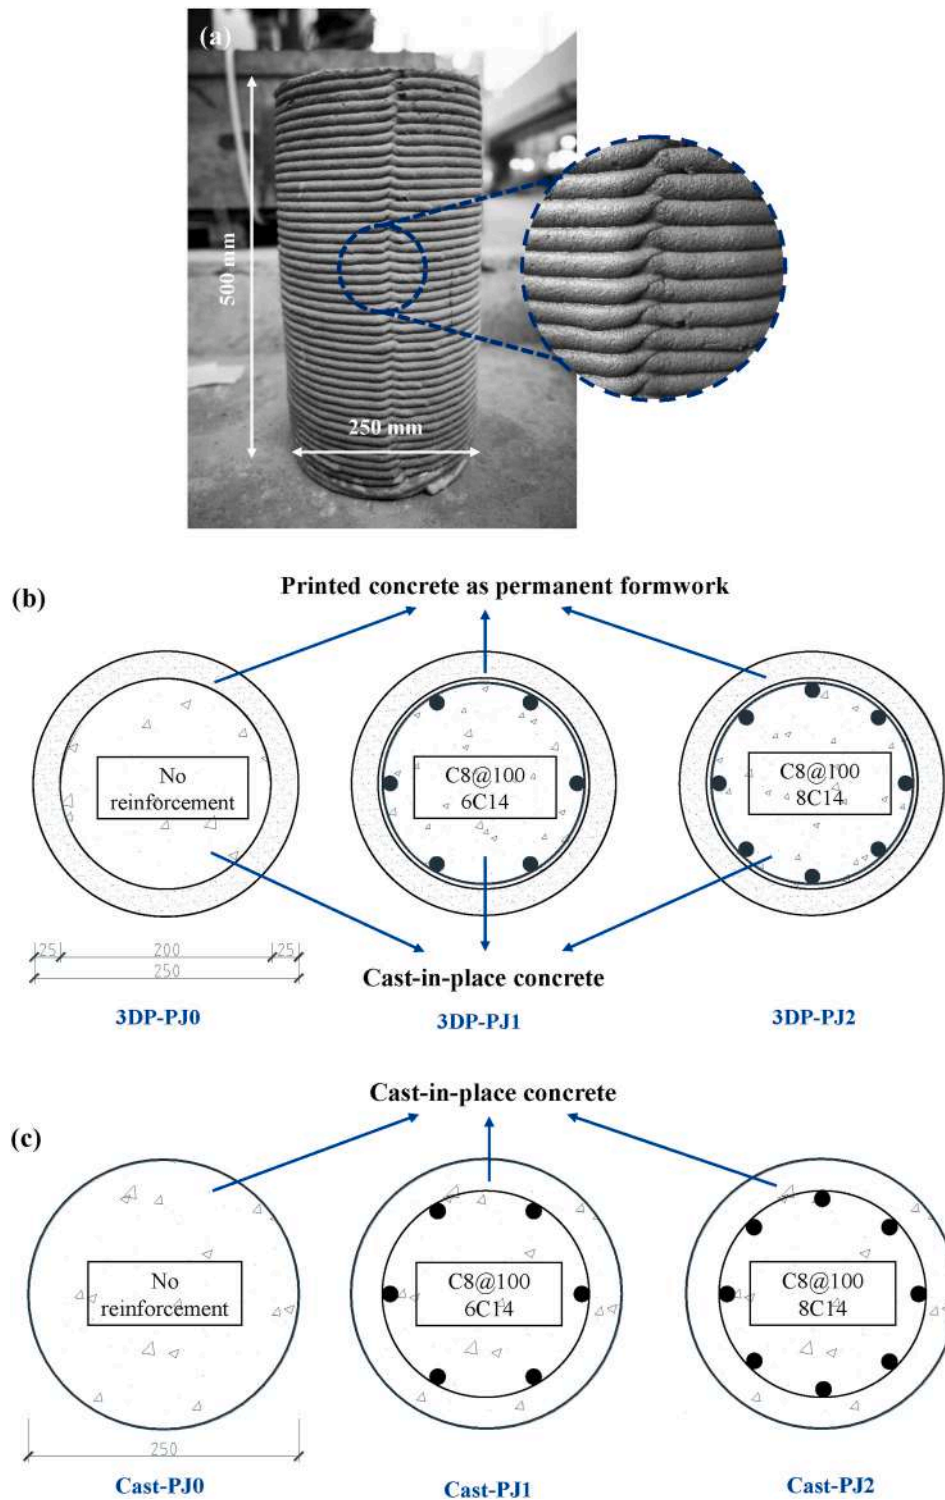 (a)
500 mm
250 mm
(b)
Printed concrete as permanent formwork
No
reinforcement
C8@100
6C14
C8@100
8C14
25
200
25
250
Cast-in-place concrete
3DP-PJ0
3DP-PJ1
3DP-PJ2
Cast-in-place concrete
(c)
No
reinforcement
C8@100
6C14
C8@100
8C14
250
Cast-PJ0
Cast-PJ1
Cast-PJ2